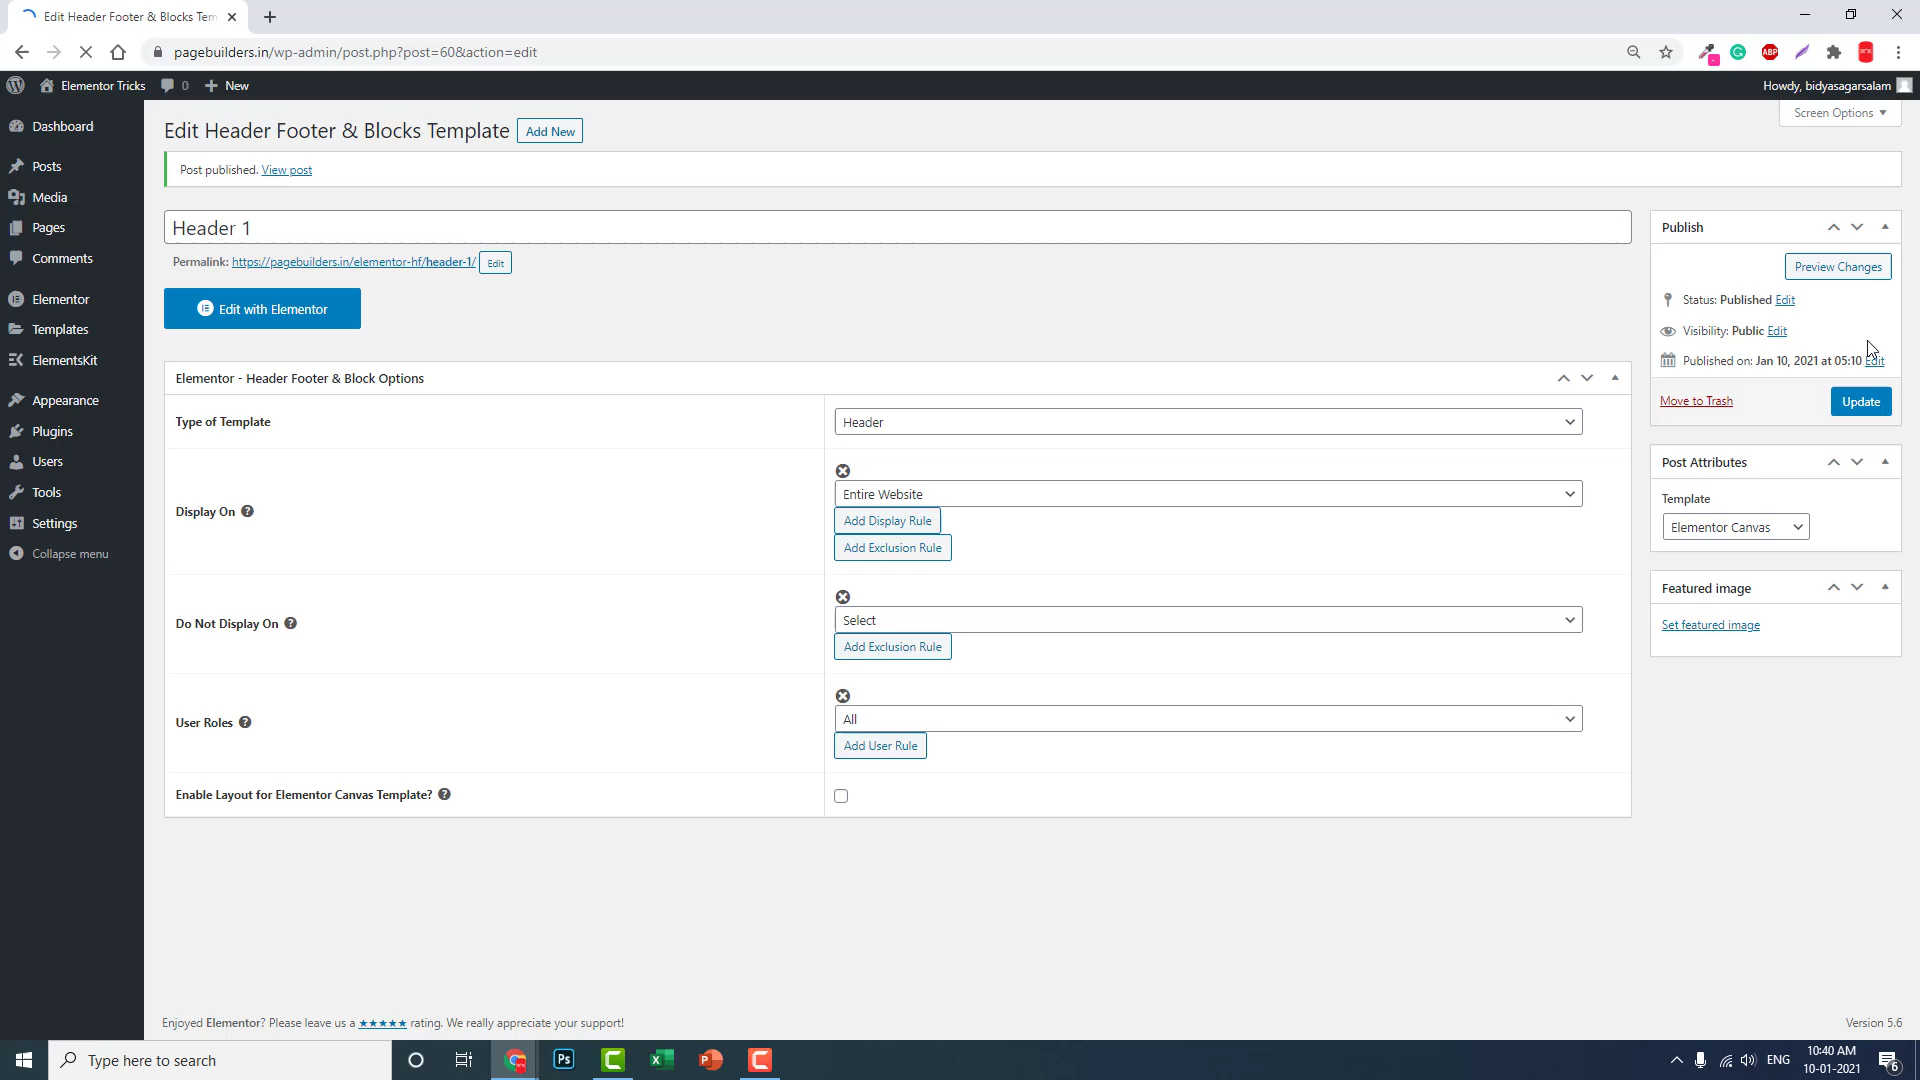 Edit Header Footer & Blocks Tem
pagebuilders.in/wp-admin/post.php?post=60&action=edit
ABP
Elementor Tricks 0 New
Howdy, bidyasagarsalam
Screen Options
Dashboard
Posts
Media
Pages
Comments
Elementor
Templates
ElementsKit
Appearance
Plugins
Users
Tools
Settings
Collapse menu
Edit Header Footer & Blocks Template Add New
Post published. View post
Header 1
Permalink: https://pagebuilders.in/elementor-hf/header-1/ Edit
Edit with Elementor
Elementor - Header Footer & Block Options
Type of Template
Header
Display On
Entire Website
Add Display Rule
Add Exclusion Rule
Do Not Display On
Select
Add Exclusion Rule
User Roles
All
Add User Rule
Enable Layout for Elementor Canvas Template?
Publish
Preview Changes
Status: Published Edit
Visibility: Public Edit
Published on: Jan 10, 2021 at 05:10 Edit
Move to Trash
Update
Post Attributes
Template
Elementor Canvas
Featured image
Set featured image
Enjoyed Elementor? Please leave us a ★★★★★ rating. We really appreciate your support!
Version 5.6
Type here to search
Ps
ENG
10:40 AM
10-01-2021
6